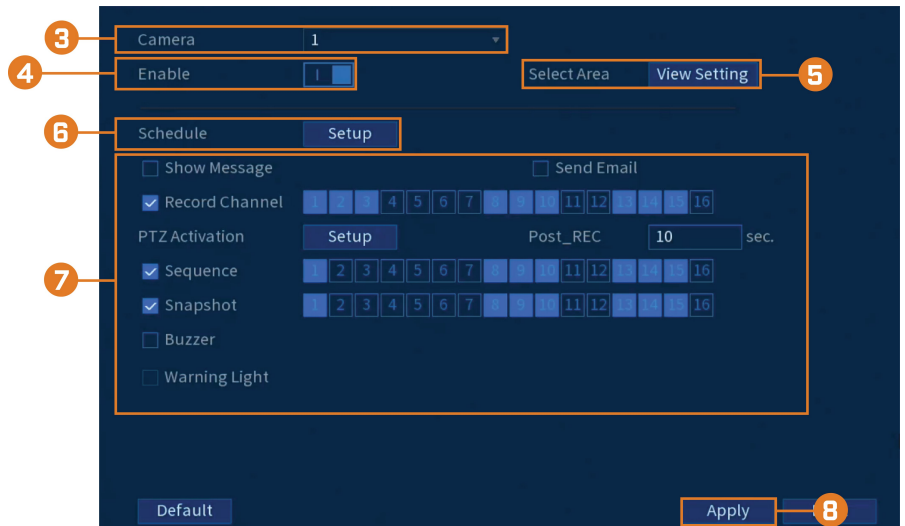 3 Camera 1
4 Enable Select Area View Setting 5
6 Schedule Setup
Show Message Send Email
Record Channel 1 2 3 4 5 6 7 8 9 10 11 12 13 14 15 16
PTZ Activation Setup Post_REC 10 sec.
7 Sequence 1 2 3 4 5 6 7 8 9 10 11 12 13 14 15 16
Snapshot 1 2 3 4 5 6 7 8 9 10 11 12 13 14 15 16
Buzzer
Warning Light
Default Apply 8